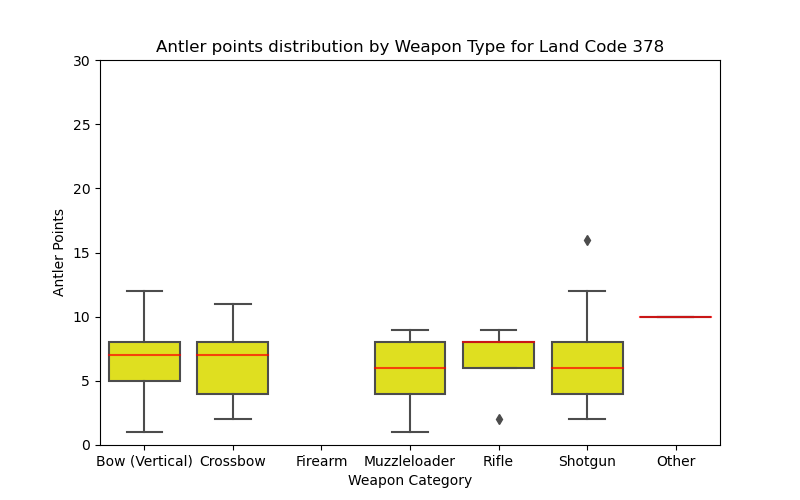 Antler points distribution by Weapon Type for Land Code 378
30
25
20
15
10
5
0
Antler Points
Bow (Vertical) Crossbow Firearm Muzzleloader Rifle Shotgun Other
Weapon Category